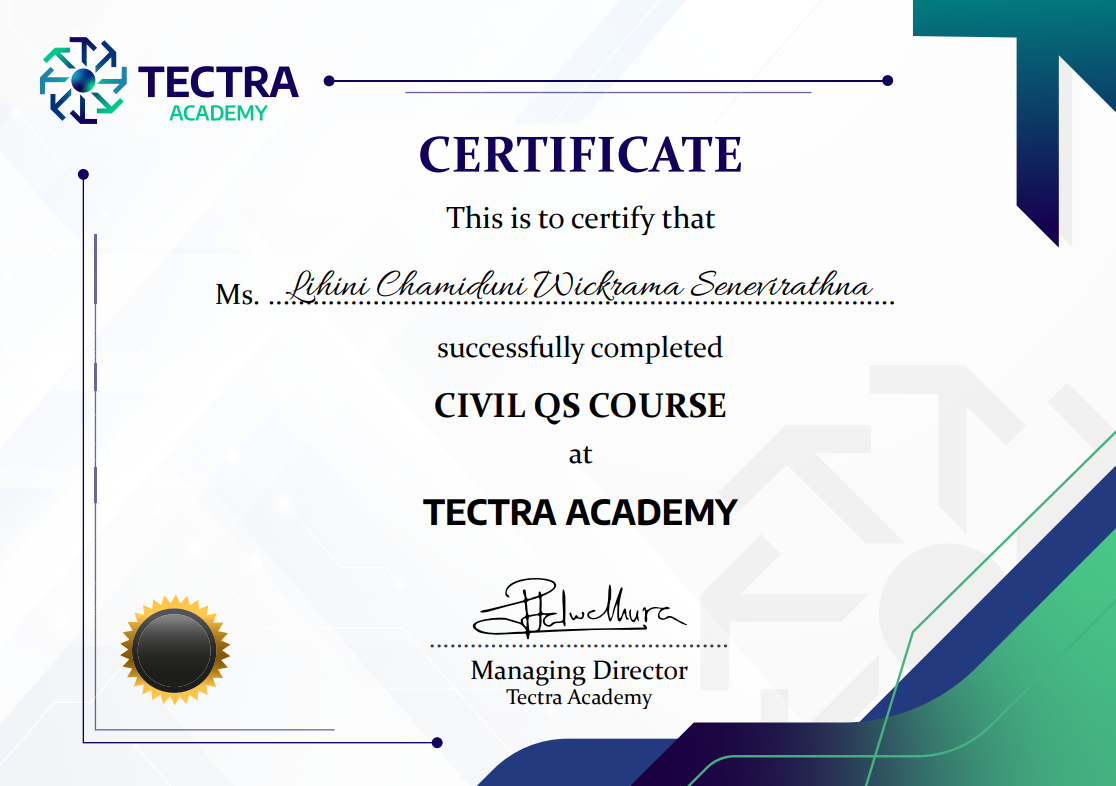 TECTRA
ACADEMY
CERTIFICATE
This is to certify that
Ms. Lihini Chamiduni Wickrama Senevirathna
successfully completed
CIVIL QS COURSE
at
TECTRA ACADEMY
Managing Director
Tectra Academy